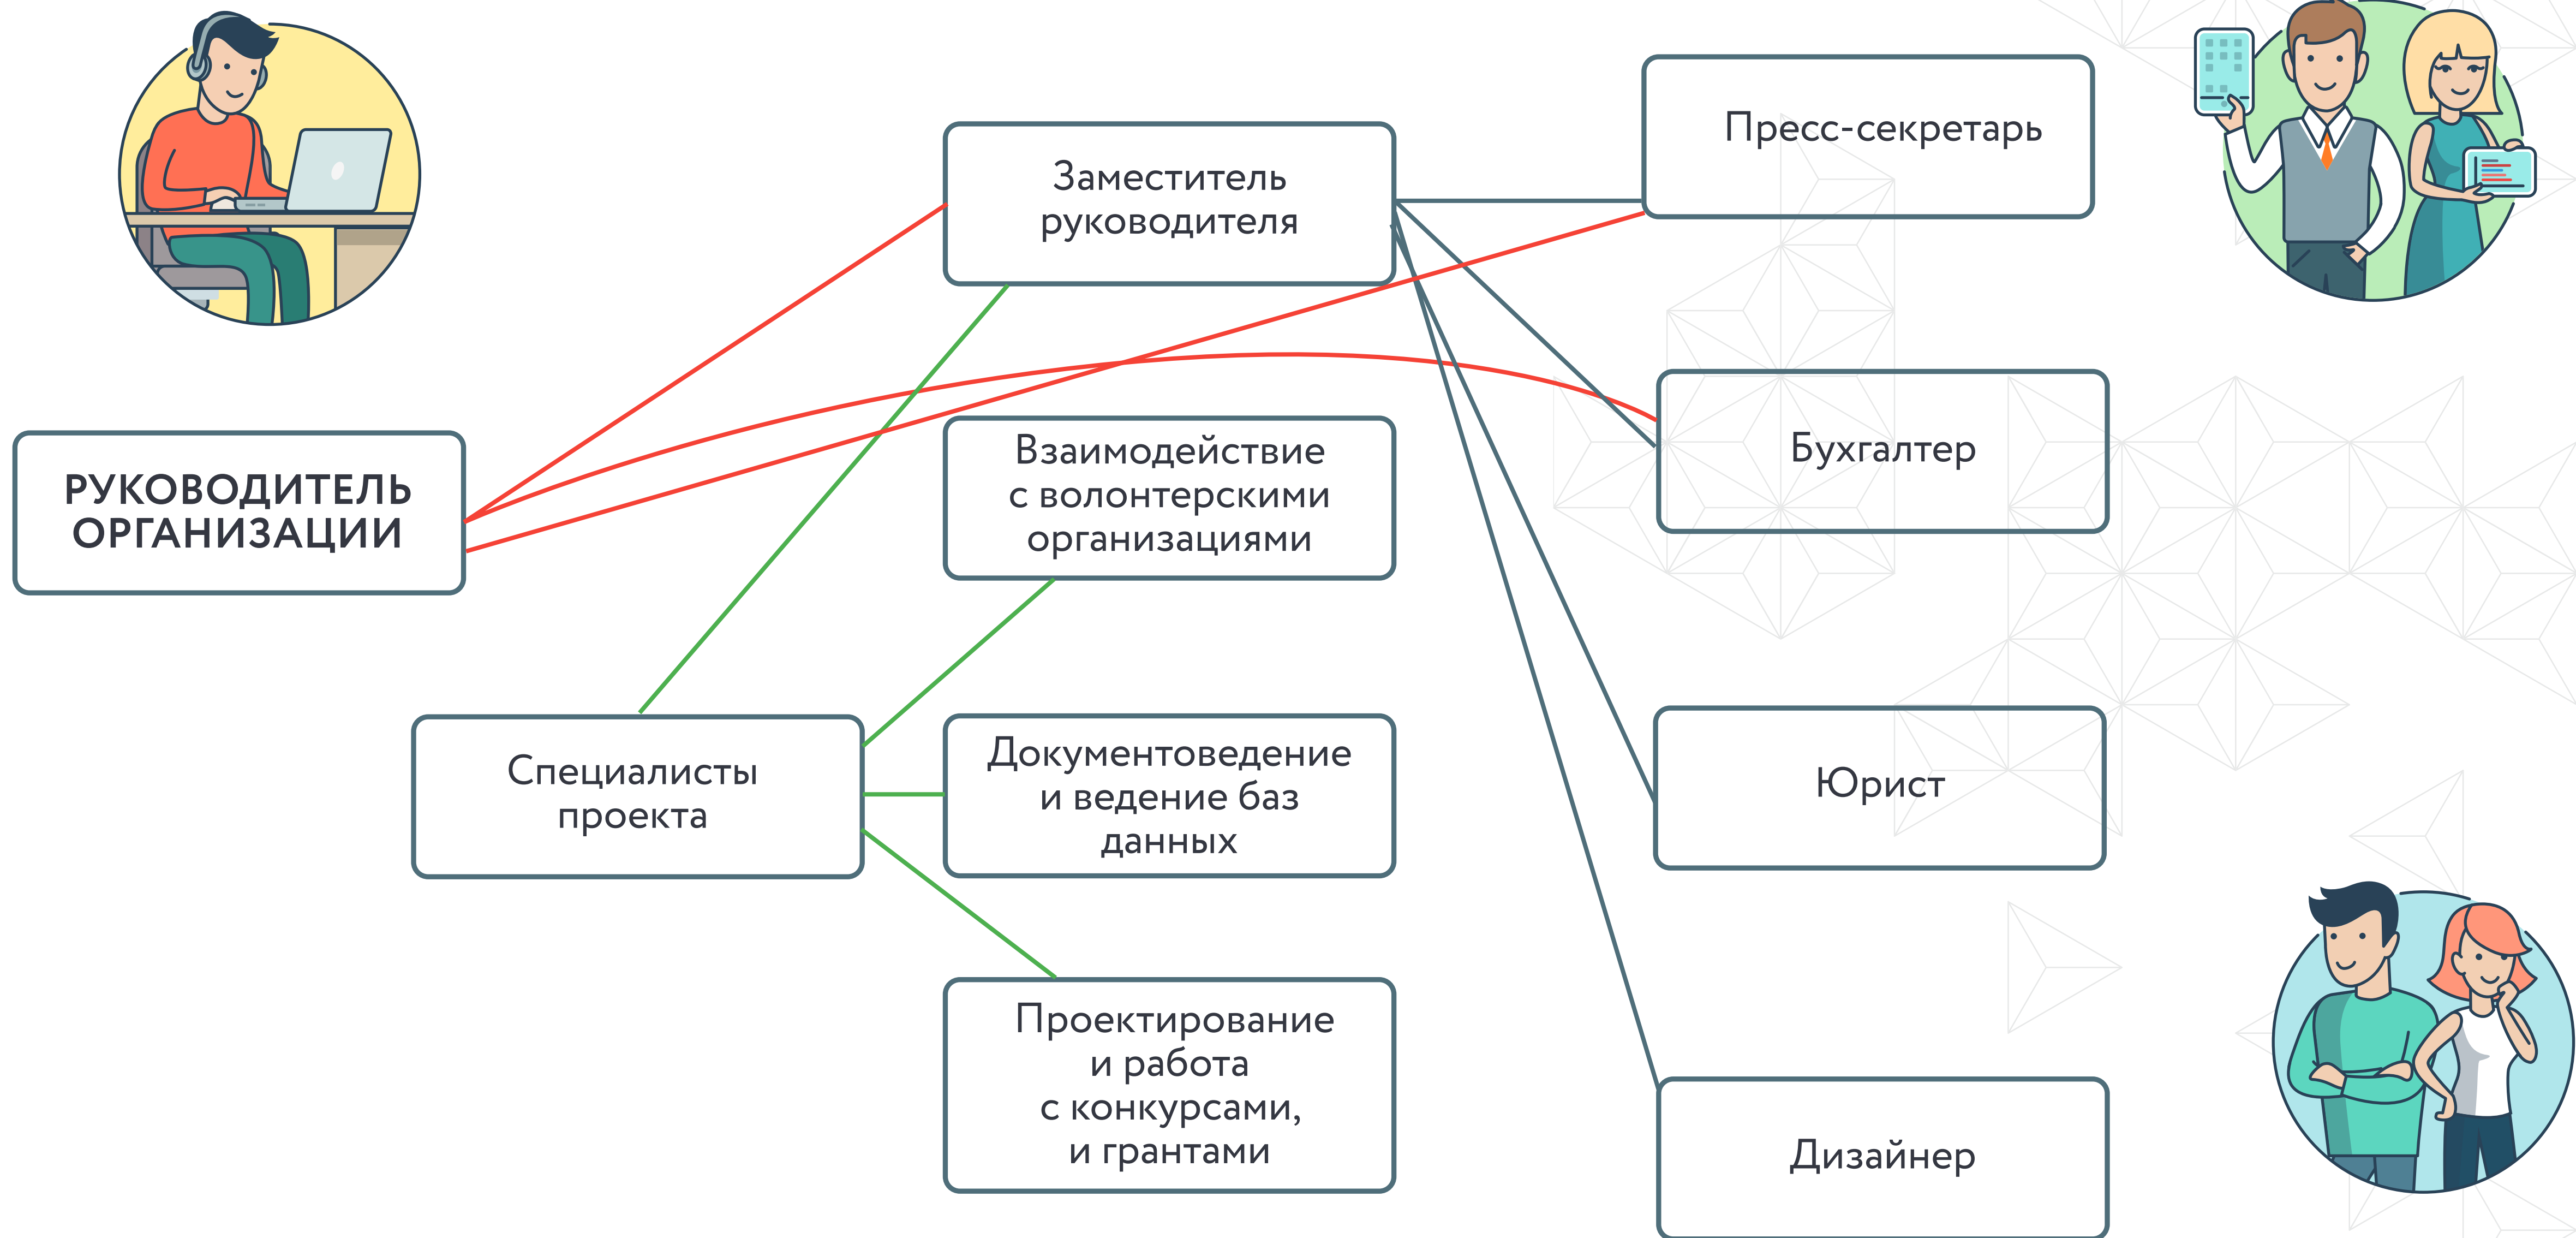 Пресс-секретарь
Заместитель
руководителя
Бухгалтер
Взаимодействие
с волонтерскими
организациями
РУКОВОДИТЕЛЬ
ОРГАНИЗАЦИИ
Специалисты
проекта
Документоведение
и ведение баз
данных
Юрист
Проектирование
и работа
с конкурсами,
и грантами
Дизайнер